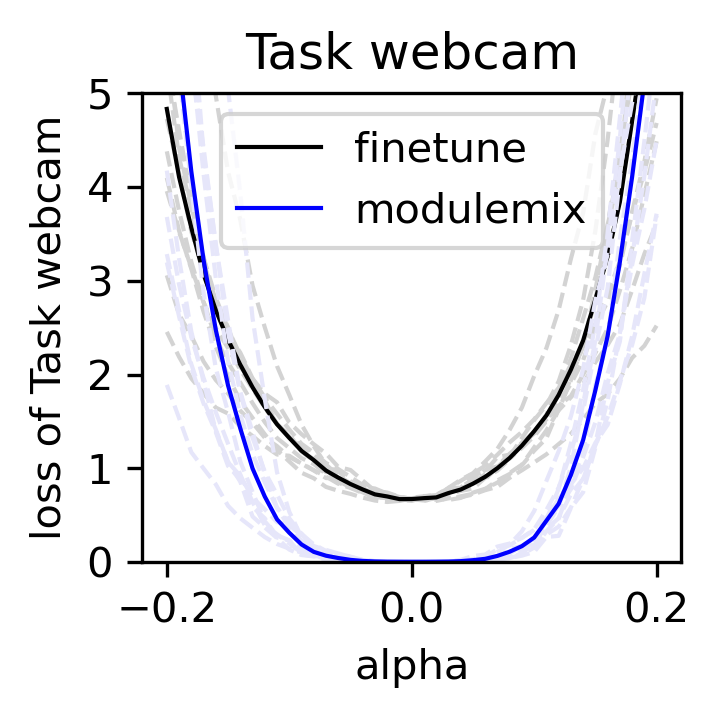 Task webcam
loss of Task webcam
5
4
3
2
1
0
finetune
modulemix
−0.2
0.0
0.2
alpha